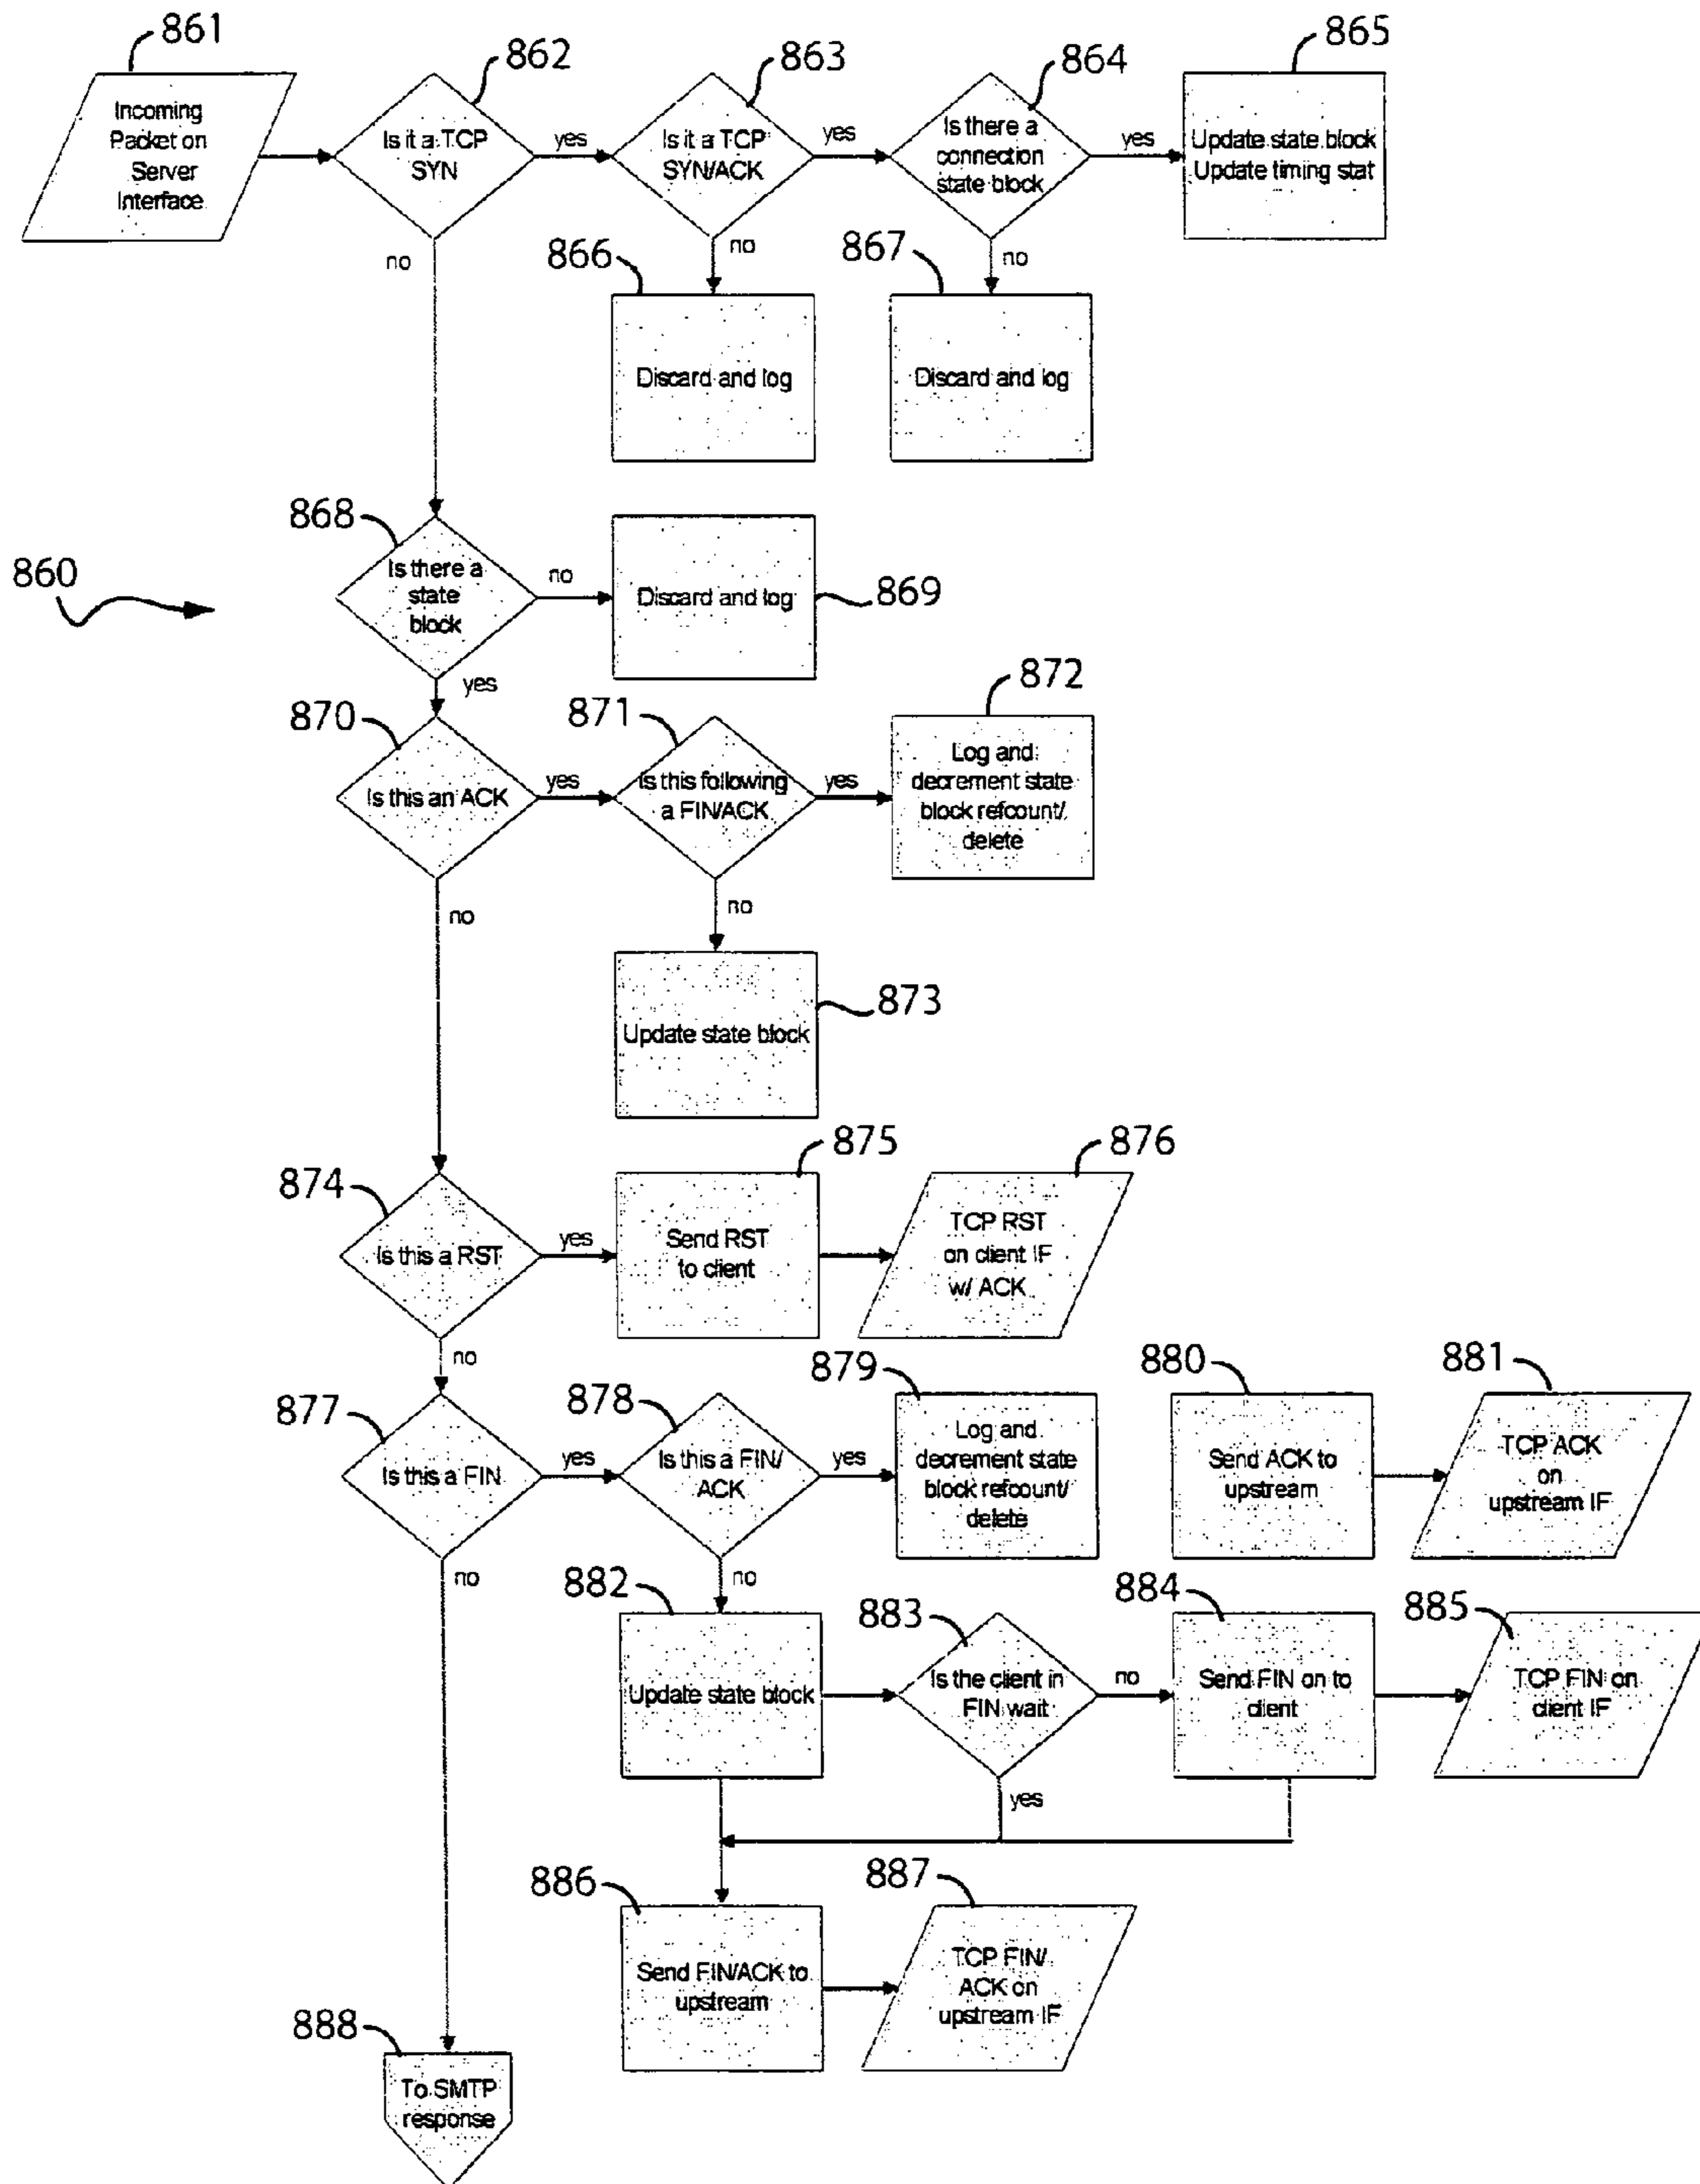 861
862
863
864
865
Incoming
Packet on
Server
Interface
Is it a TCP
SYN
yes
Is it a TCP
SYN/ACK
yes
Is there a
connection
state block
yes
Update state block
Update timing stat
no
866
no
867
no
Discard and log
Discard and log
868
860
Is there a
state
block
no
Discard and log
869
yes
870
871
872
Is this an ACK
yes
Is this following
a FIN/ACK
yes
Log and
decrement state
block refcount/
delete
no
no
Update state block
873
874
875
876
Is this a RST
yes
Send RST
to client
TCP RST
on client IF
w/ ACK
no
877
878
879
880
881
Is this a FIN
yes
Is this a FIN/
ACK
yes
Log and
decrement state
block refcount/
delete
Send ACK to
upstream
TCP ACK
on
upstream IF
no
no
882
883
884
885
Update state block
Is the client in
FIN wait
no
Send FIN on to
client
TCP FIN on
client IF
yes
886
887
Send FIN/ACK to
upstream
TCP FIN/
ACK on
upstream IF
888
To SMTP
response